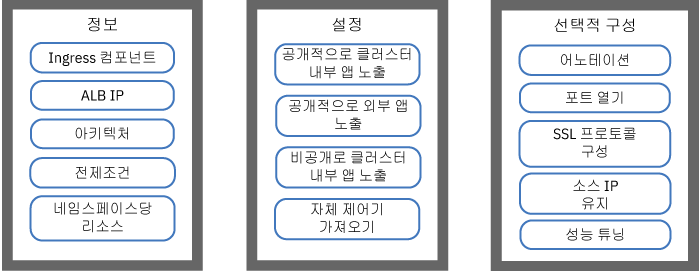 정보
Ingress 컴포넌트
ALB IP
아키텍처
전제조건
네임스페이스당
리소스
설정
공개적으로 클러스터
내부 앱 노출
공개적으로 외부 앱
노출
비공개로 클러스터
내부 앱 노출
자체 제어기
가져오기
선택적 구성
어노테이션
포트 열기
SSL 프로토콜
구성
소스 IP
유지
성능 튜닝